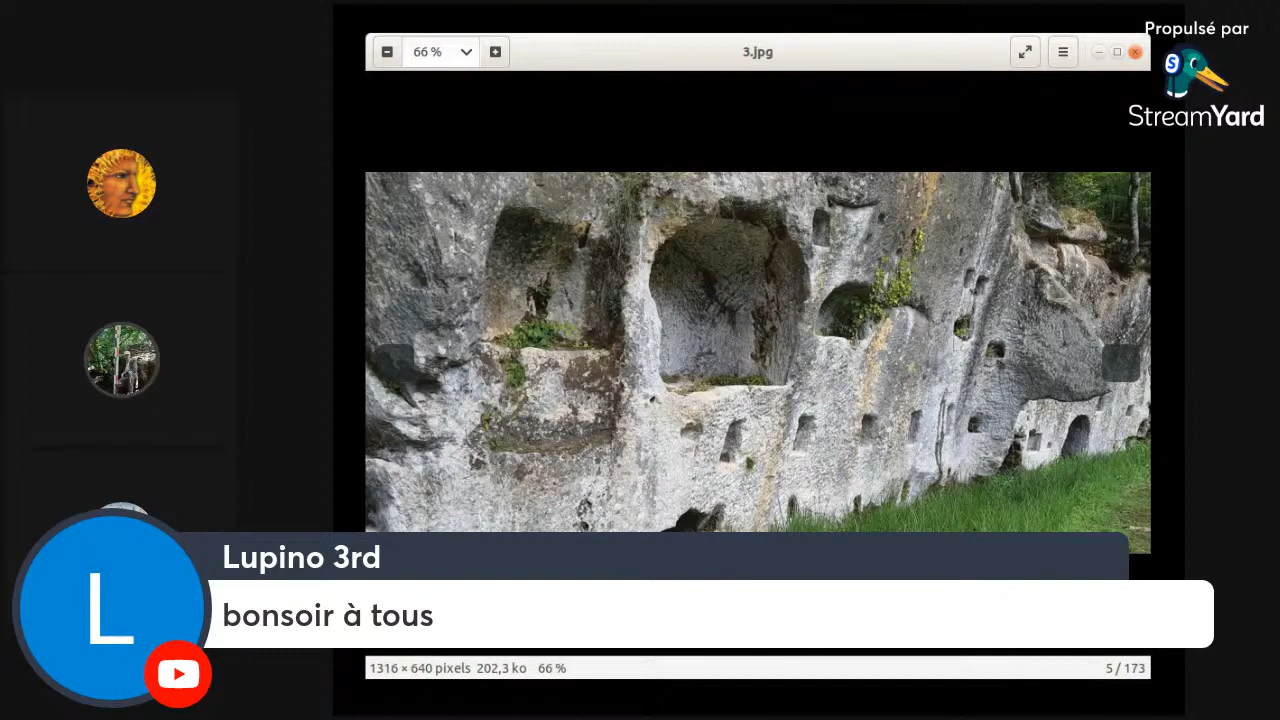 Propulsé par
StreamYard
66 %
3.jpg
S
Lupino 3rd
L
bonsoir à tous
1316 × 640 pixels 202,3 ko 66 %
5 / 173